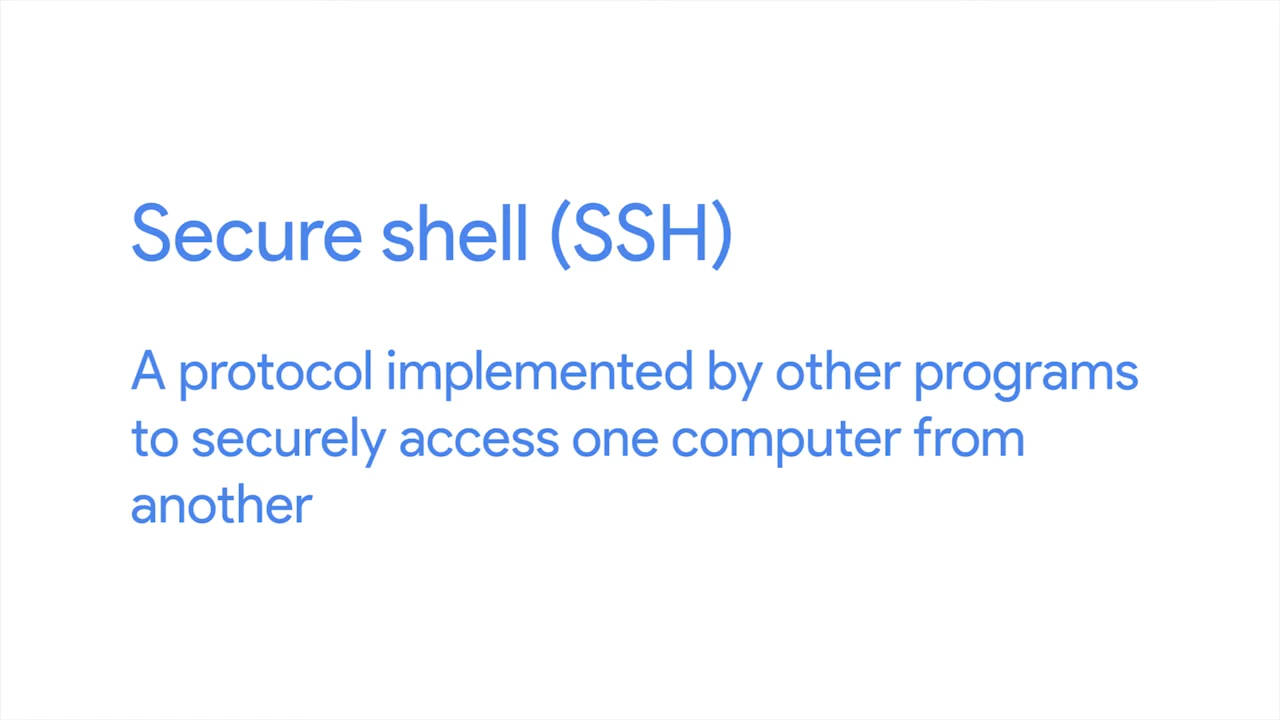 Secure shell (SSH)
A protocol implemented by other programs
to securely access one computer from
another